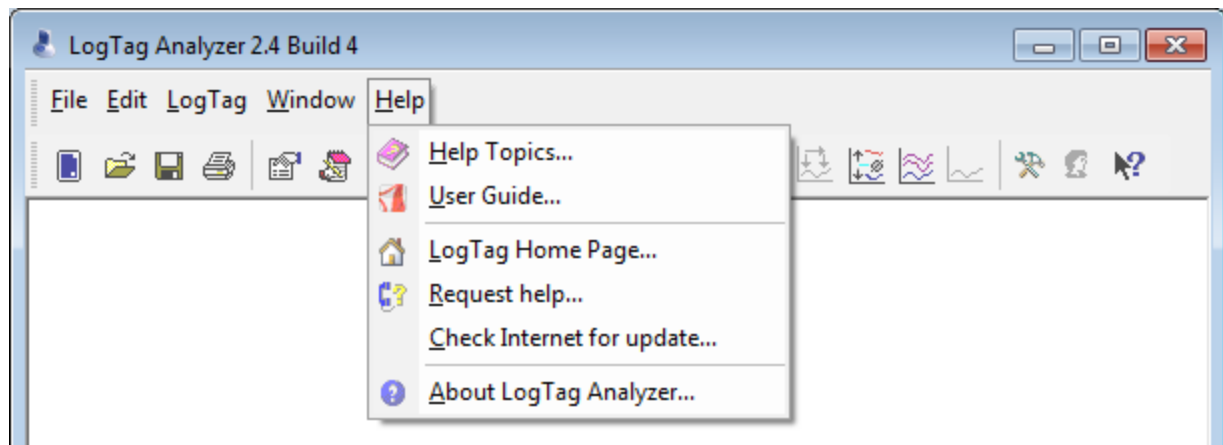 LogTag Analyzer 2.4 Build 4
File Edit LogTag Window Help
Help Topics...
User Guide...
LogTag Home Page...
Request help...
Check Internet for update...
About LogTag Analyzer...